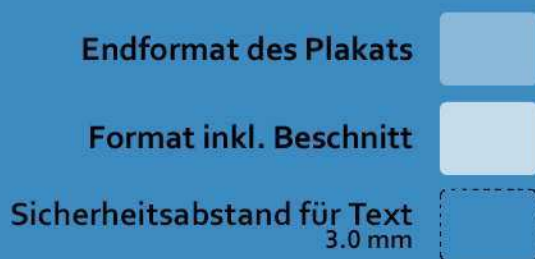 Endformat des Plakats
Format inkl. Beschnitt
Sicherheitsabstand für Text
3.0 mm